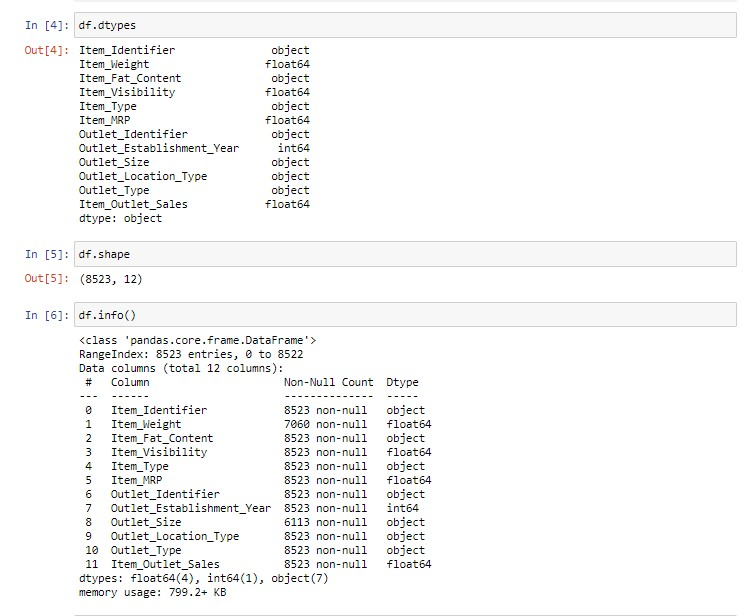 In [4]: df.dtypes
Out[4]: Item_Identifier object
Item_Weight float64
Item_Fat_Content object
Item_Visibility float64
Item_Type object
Item_MRP float64
Outlet_Identifier object
Outlet_Establishment_Year int64
Outlet_Size object
Outlet_Location_Type object
Outlet_Type object
Item_Outlet_Sales float64
dtype: object
In [5]: df.shape
Out[5]: (8523, 12)
In [6]: df.info()
<class 'pandas.core.frame.DataFrame'>
RangeIndex: 8523 entries, 0 to 8522
Data columns (total 12 columns):
# Column Non-Null Count Dtype
--- ------ -------------- -----
0 Item_Identifier 8523 non-null object
1 Item_Weight 7060 non-null float64
2 Item_Fat_Content 8523 non-null object
3 Item_Visibility 8523 non-null float64
4 Item_Type 8523 non-null object
5 Item_MRP 8523 non-null float64
6 Outlet_Identifier 8523 non-null object
7 Outlet_Establishment_Year 8523 non-null int64
8 Outlet_Size 6113 non-null object
9 Outlet_Location_Type 8523 non-null object
10 Outlet_Type 8523 non-null object
11 Item_Outlet_Sales 8523 non-null float64
dtypes: float64(4), int64(1), object(7)
memory usage: 799.2+ KB